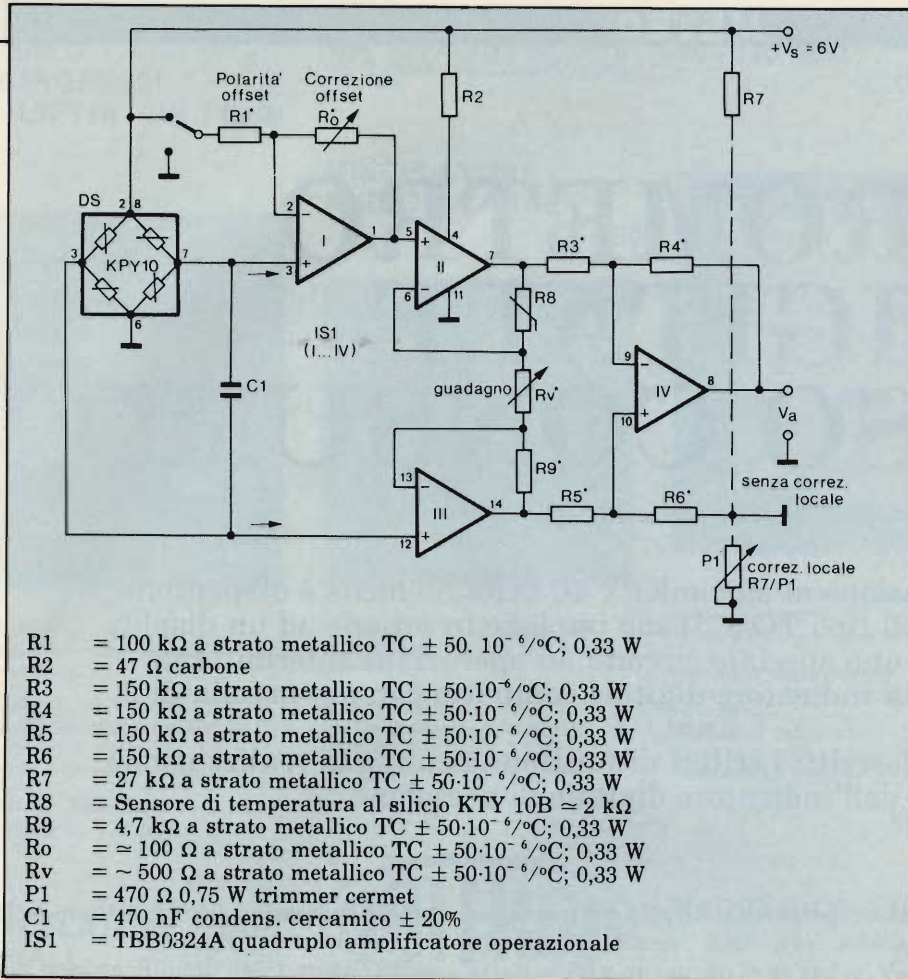 +Vs = 6V
Polarita'
offset
Correzione
offset
R1*
R*o
R2
R7
DS
2
8
3
7
KPY10
6
2
I
1
3
5
4
II
7
6
11
R3*
R4*
R8
IS1
(I...IV)
C1
guadagno
Rv*
9
IV
8
10
Va
13
R9*
III
14
12
R5*
R6*
senza correz.
locale
P1
correz. locale
R7/P1
R1 = 100 kΩ a strato metallico TC ± 50. 10⁻⁶/°C; 0,33 W
R2 = 47 Ω carbone
R3 = 150 kΩ a strato metallico TC ± 50·10⁻⁶/°C; 0,33 W
R4 = 150 kΩ a strato metallico TC ± 50·10⁻⁶/°C; 0,33 W
R5 = 150 kΩ a strato metallico TC ± 50·10⁻⁶/°C; 0,33 W
R6 = 150 kΩ a strato metallico TC ± 50·10⁻⁶/°C; 0,33 W
R7 = 27 kΩ a strato metallico TC ± 50·10⁻⁶/°C; 0,33 W
R8 = Sensore di temperatura al silicio KTY 10B ≃ 2 kΩ
R9 = 4,7 kΩ a strato metallico TC ± 50·10⁻⁶/°C; 0,33 W
Ro = ≃ 100 Ω a strato metallico TC ± 50·10⁻⁶/°C; 0,33 W
Rv = ~ 500 Ω a strato metallico TC ± 50·10⁻⁶/°C; 0,33 W
P1 = 470 Ω 0,75 W trimmer cermet
C1 = 470 nF condens. cercamico ± 20%
IS1 = TBB0324A quadruplo amplificatore operazionale